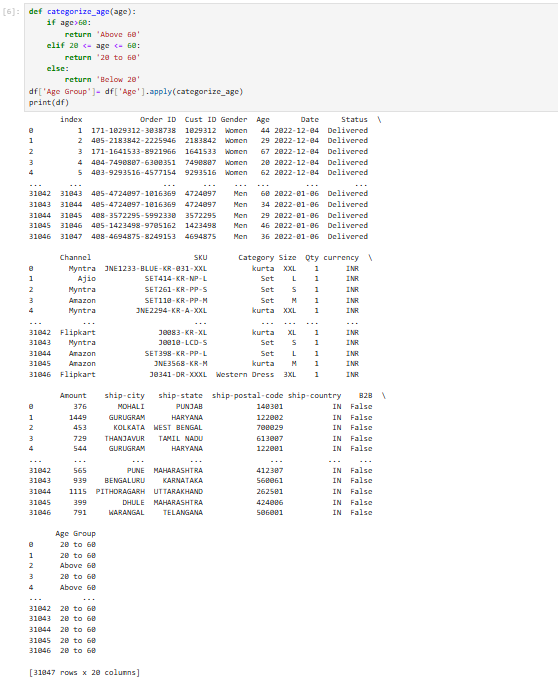 [6]: def categorize_age(age):
if age>60:
return 'Above 60'
elif 20 <= age <= 60:
return '20 to 60'
else:
return 'Below 20'
df['Age Group']= df['Age'].apply(categorize_age)
print(df)
index Order ID Cust ID Gender Age Date Status \
0 1 171-1029312-3038738 1029312 Women 44 2022-12-04 Delivered
1 2 405-2183842-2225946 2183842 Women 29 2022-12-04 Delivered
2 3 171-1641533-8921966 1641533 Women 67 2022-12-04 Delivered
3 4 404-7490807-6300351 7490807 Women 20 2022-12-04 Delivered
4 5 403-9293516-4577154 9293516 Women 62 2022-12-04 Delivered
... ... ... ... ... ... ... ...
31042 31043 405-4724097-1016369 4724097 Men 60 2022-01-06 Delivered
31043 31044 405-4724097-1016369 4724097 Men 34 2022-01-06 Delivered
31044 31045 408-3572295-5992330 3572295 Men 29 2022-01-06 Delivered
31045 31046 405-1423498-9705162 1423498 Men 46 2022-01-06 Delivered
31046 31047 408-4694875-8249153 4694875 Men 36 2022-01-06 Delivered
Channel SKU Category Size Qty currency \
0 Myntra JNE1233-BLUE-KR-031-XXL kurta XXL 1 INR
1 Ajio SET414-KR-NP-L Set L 1 INR
2 Myntra SET261-KR-PP-S Set S 1 INR
3 Amazon SET110-KR-PP-M Set M 1 INR
4 Myntra JNE2294-KR-A-XXL kurta XXL 1 INR
... ... ... ... ... ... ...
31042 Flipkart J0083-KR-XL kurta XL 1 INR
31043 Myntra J0010-LCD-S Set S 1 INR
31044 Amazon SET398-KR-PP-L Set L 1 INR
31045 Amazon JNE3568-KR-M kurta M 1 INR
31046 Flipkart J0341-DR-XXXL Western Dress 3XL 1 INR
Amount ship-city ship-state ship-postal-code ship-country B2B \
0 376 MOHALI PUNJAB 140301 IN False
1 1449 GURUGRAM HARYANA 122002 IN False
2 453 KOLKATA WEST BENGAL 700029 IN False
3 729 THANJAVUR TAMIL NADU 613007 IN False
4 544 GURUGRAM HARYANA 122001 IN False
... ... ... ... ... ... ...
31042 565 PUNE MAHARASHTRA 412307 IN False
31043 939 BENGALURU KARNATAKA 560061 IN False
31044 1115 PITHORAGARH UTTARAKHAND 262501 IN False
31045 399 DHULE MAHARASHTRA 424006 IN False
31046 791 WARANGAL TELANGANA 506001 IN False
Age Group
0 20 to 60
1 20 to 60
2 Above 60
3 20 to 60
4 Above 60
... ...
31042 20 to 60
31043 20 to 60
31044 20 to 60
31045 20 to 60
31046 20 to 60
[31047 rows x 20 columns]